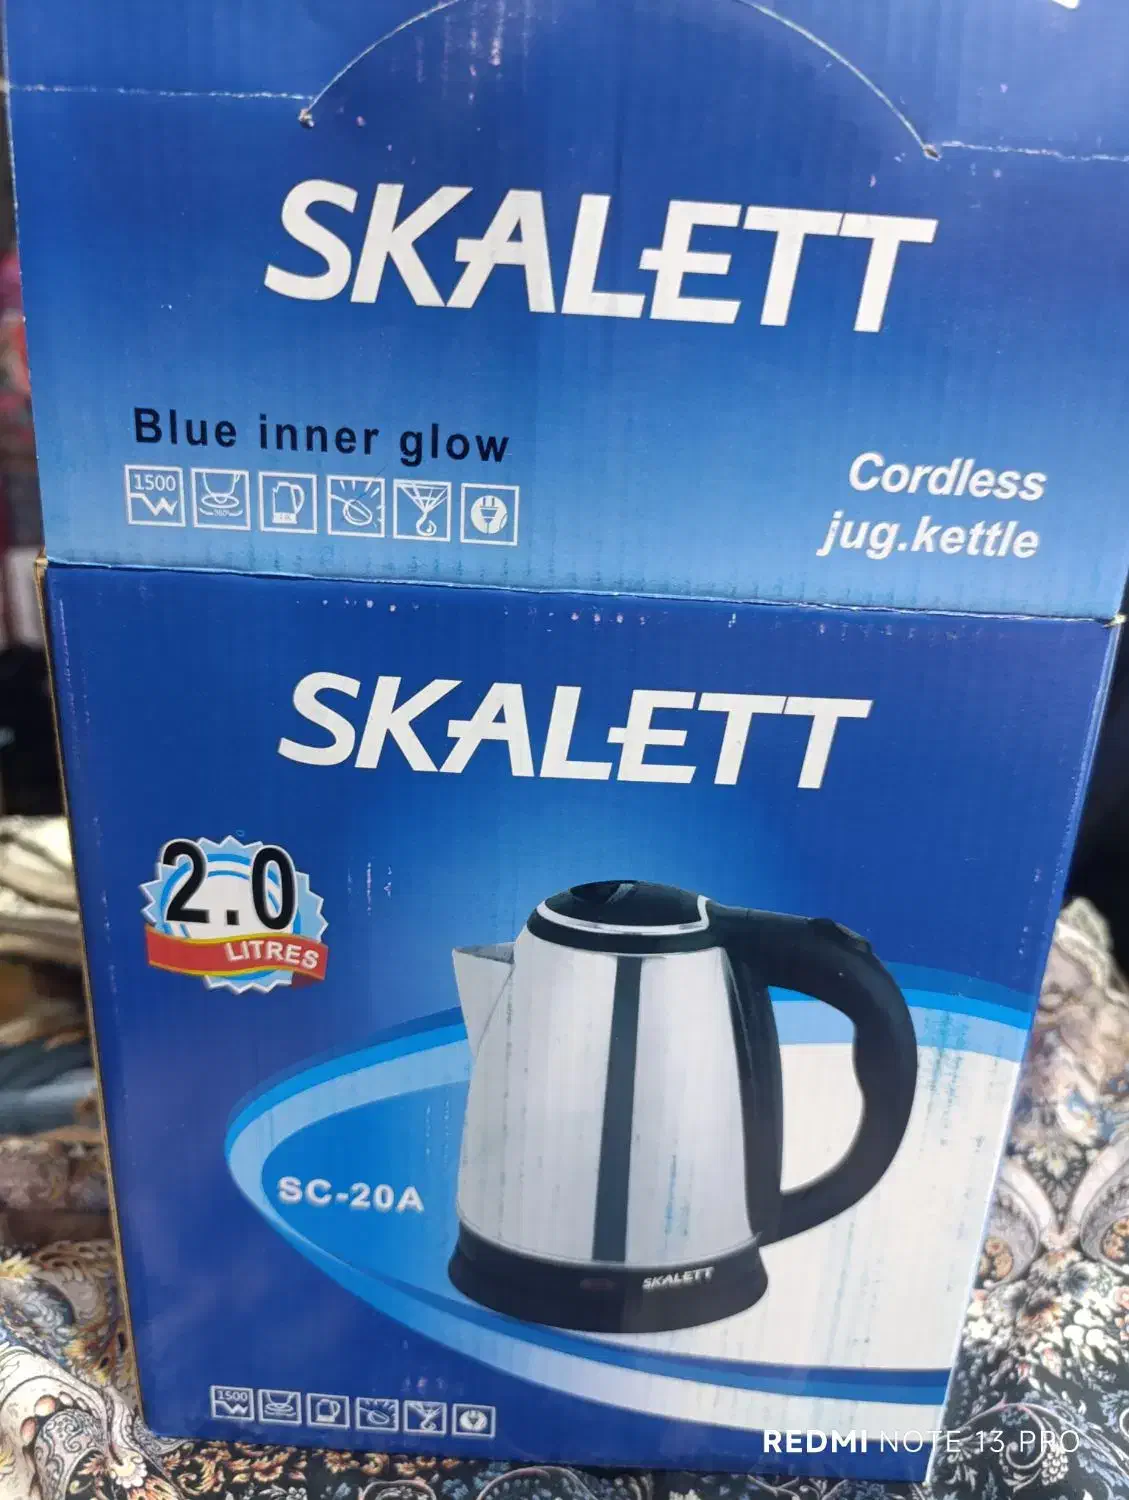 SKALETT
Blue inner glow
1500
W
360°
Cordless
jug.kettle
SKALETT
2.0
LITRES
SC-20A
SKALETT
1500
W
REDMI NOTE 13 PRO